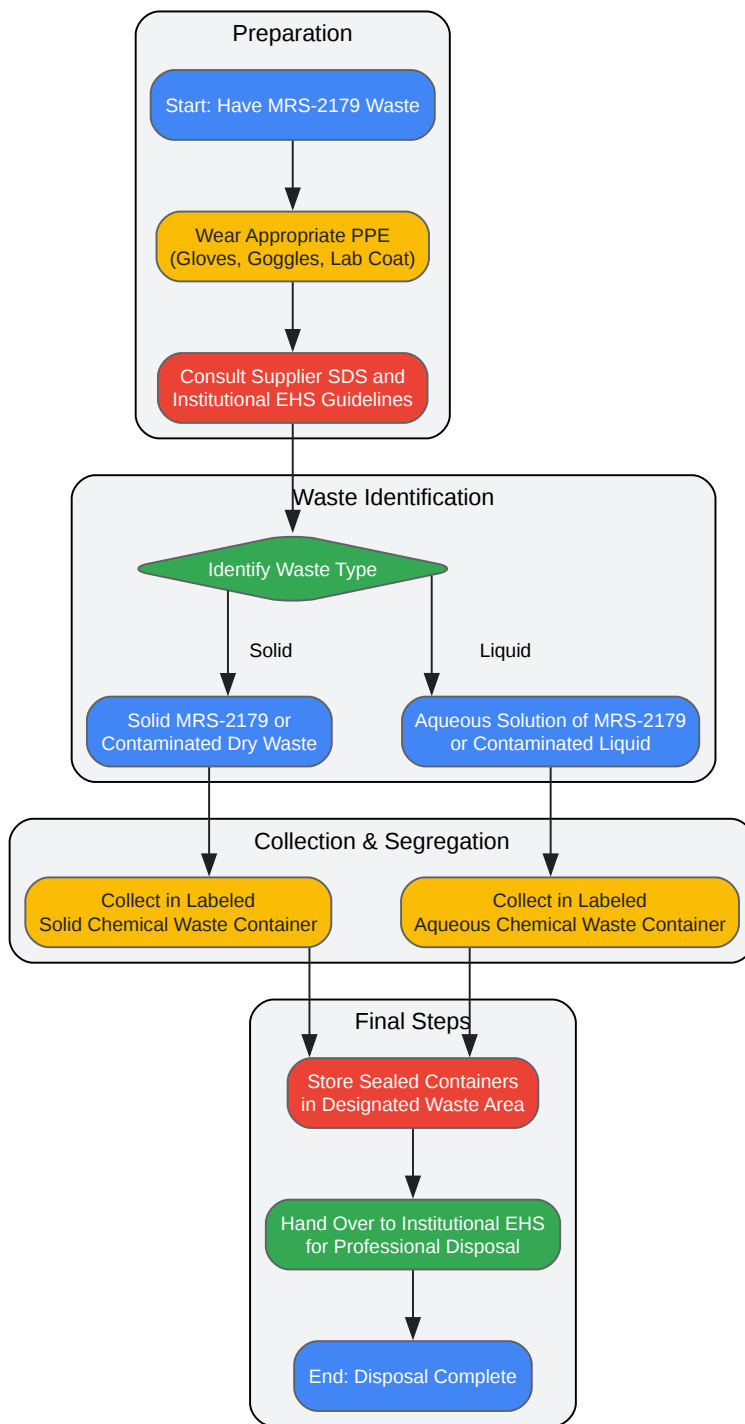 Preparation
Start: Have MRS-2179 Waste
Wear Appropriate PPE
(Gloves, Goggles, Lab Coat)
Consult Supplier SDS and
Institutional EHS Guidelines
Waste Identification
Identify Waste Type
Solid
Liquid
Solid MRS-2179 or
Contaminated Dry Waste
Aqueous Solution of MRS-2179
or Contaminated Liquid
Collection & Segregation
Collect in Labeled
Solid Chemical Waste Container
Collect in Labeled
Aqueous Chemical Waste Container
Final Steps
Store Sealed Containers
in Designated Waste Area
Hand Over to Institutional EHS
for Professional Disposal
End: Disposal Complete